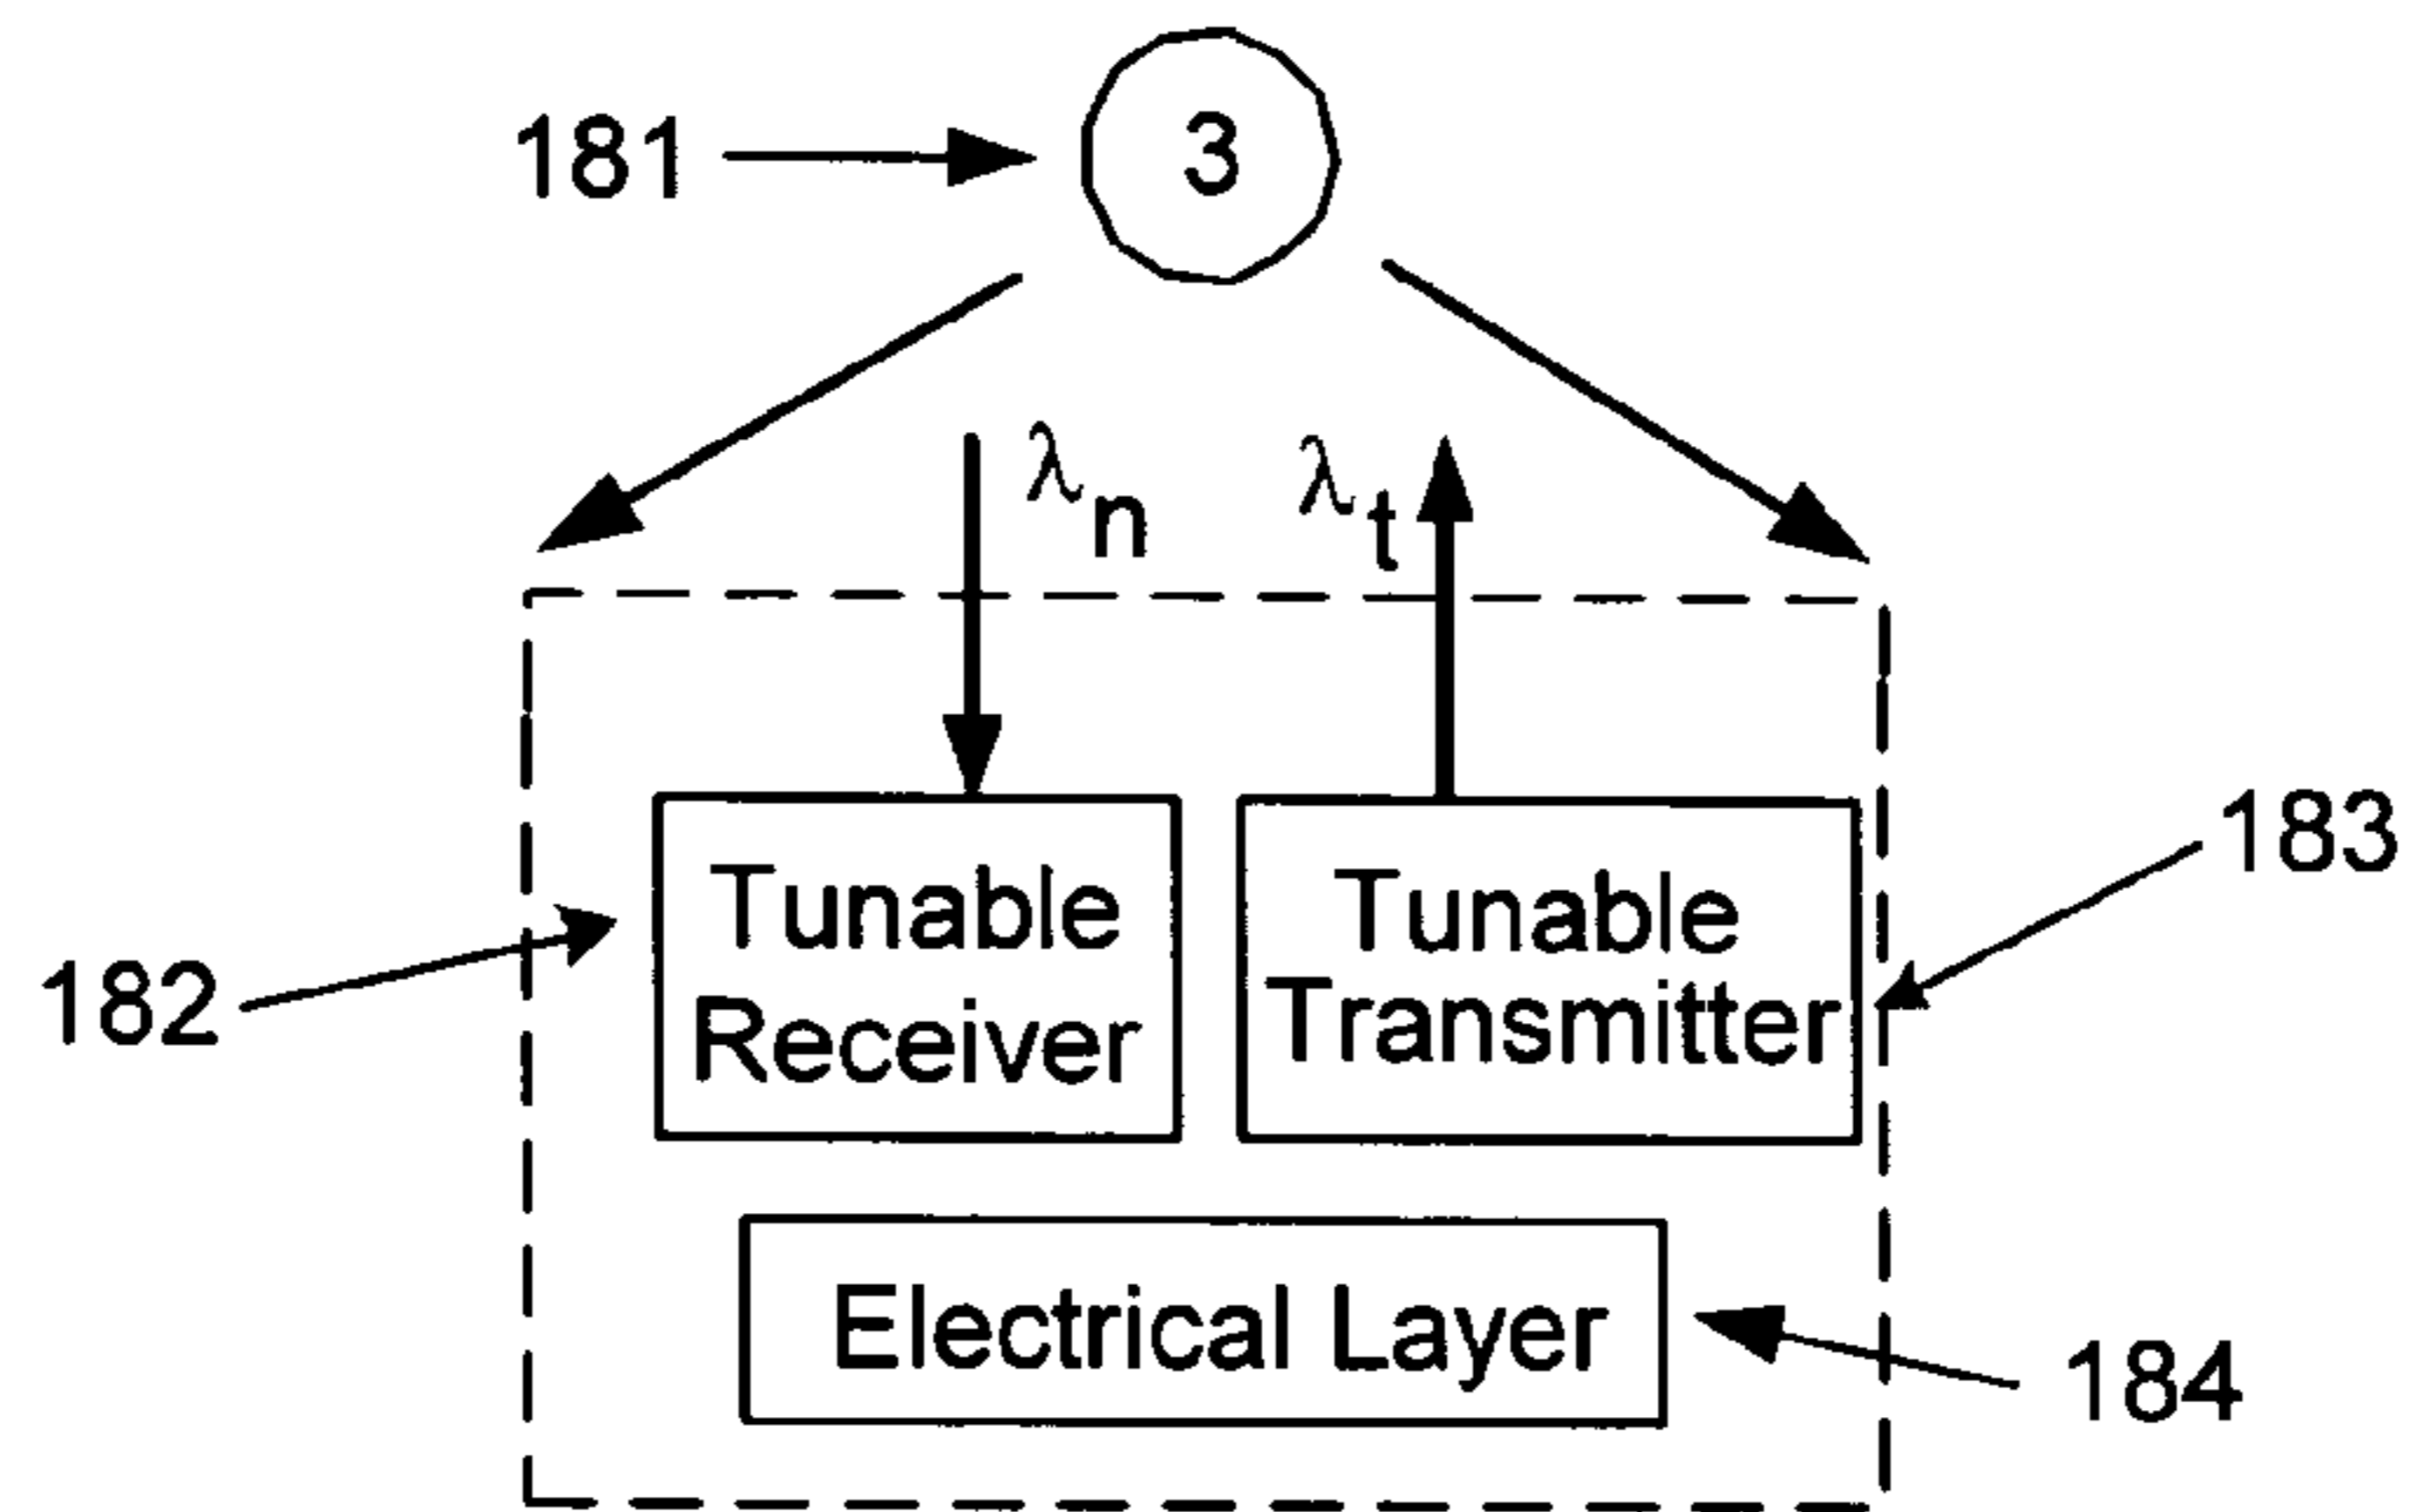 181
3
λn
λt
Tunable
Receiver
Tunable
Transmitter
182
183
Electrical Layer
184